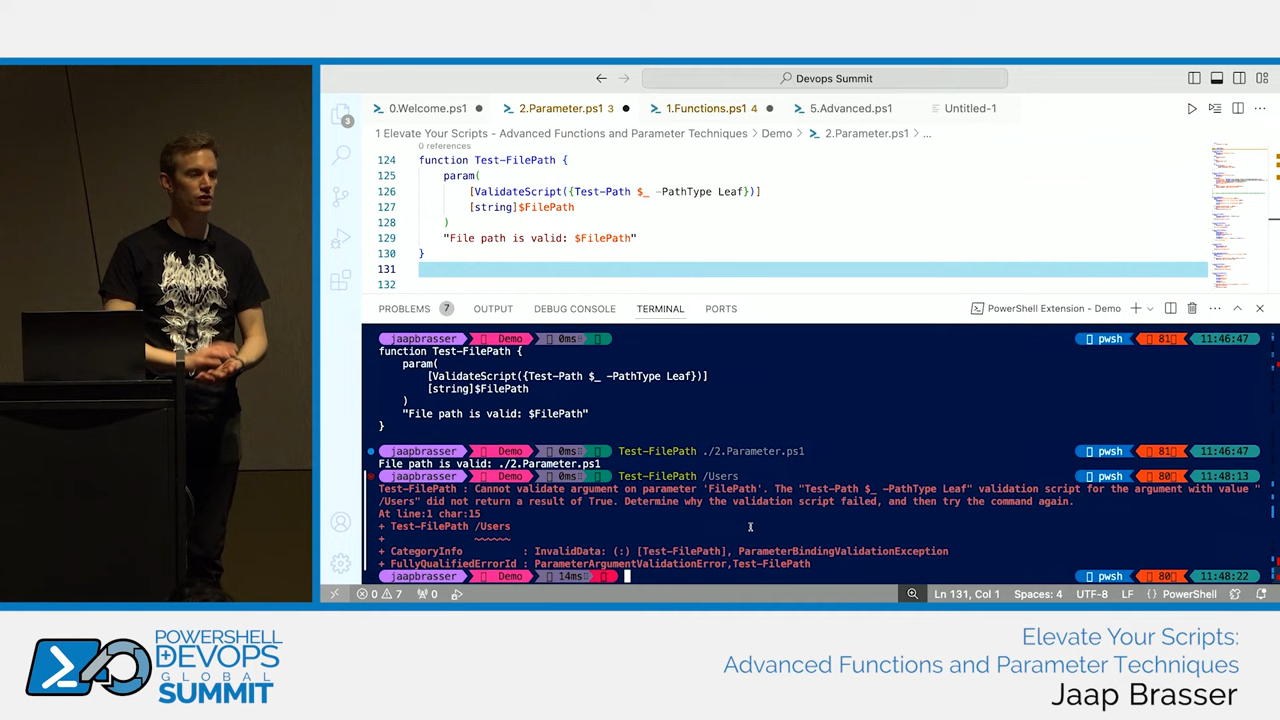 Devops Summit
0.Welcome.ps1
2.Parameter.ps1 3
1.Functions.ps1 4
5.Advanced.ps1
Untitled-1
1 Elevate Your Scripts - Advanced Functions and Parameter Techniques > Demo > 2.Parameter.ps1 > ...
0 references
124 function Test-FilePath {
125 param(
126 [ValidateScript({Test-Path $_ -PathType Leaf})]
127 [string]$FilePath
128 )
129 "File path is valid: $FilePath"
130 }
131
132
3
PROBLEMS 7 OUTPUT DEBUG CONSOLE TERMINAL PORTS
PowerShell Extension - Demo
jaapbrasser Demo 0ms pwsh 81 11:46:47
function Test-FilePath {
param(
[ValidateScript({Test-Path $_ -PathType Leaf})]
[string]$FilePath
)
"File path is valid: $FilePath"
}
jaapbrasser Demo 0ms Test-FilePath ./2.Parameter.ps1 pwsh 81 11:46:47
File path is valid: ./2.Parameter.ps1
jaapbrasser Demo 0ms Test-FilePath /Users pwsh 80 11:48:13
Test-FilePath : Cannot validate argument on parameter 'FilePath'. The "Test-Path $_ -PathType Leaf" validation script for the argument with value "
/Users" did not return a result of True. Determine why the validation script failed, and then try the command again.
At line:1 char:15
+ Test-FilePath /Users
+ ~~~~~~
+ CategoryInfo : InvalidData: (:) [Test-FilePath], ParameterBindingValidationException
+ FullyQualifiedErrorId : ParameterArgumentValidationError,Test-FilePath
jaapbrasser Demo 14ms pwsh 80 11:48:22
0 7 0 Ln 131, Col 1 Spaces: 4 UTF-8 LF {} PowerShell
POWERSHELL
DEVOPS
GLOBAL
SUMMIT
Elevate Your Scripts:
Advanced Functions and Parameter Techniques
Jaap Brasser